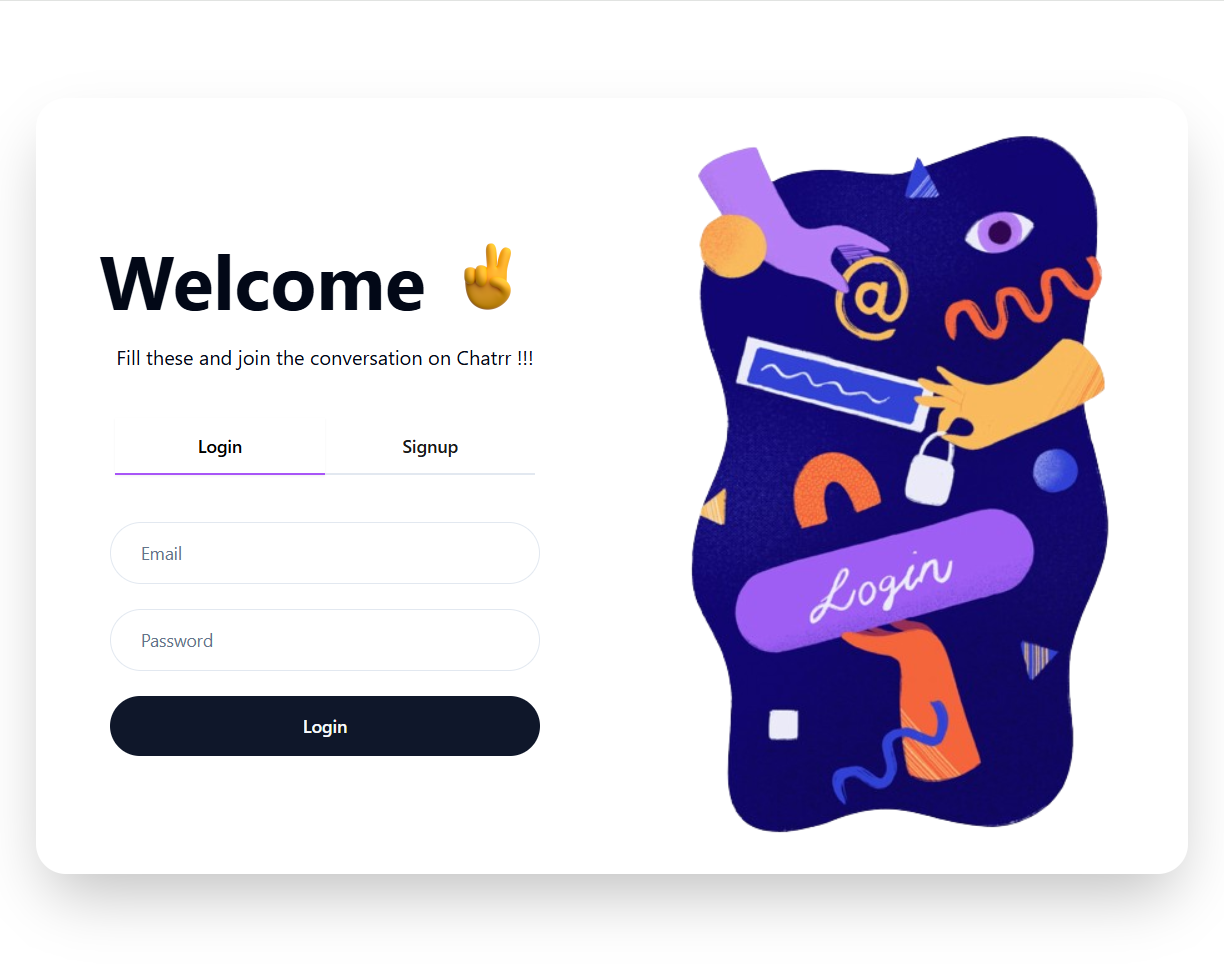 Welcome ✌
Fill these and join the conversation on Chatrr !!!
Login
Signup
Email
Password
Login
@
Login